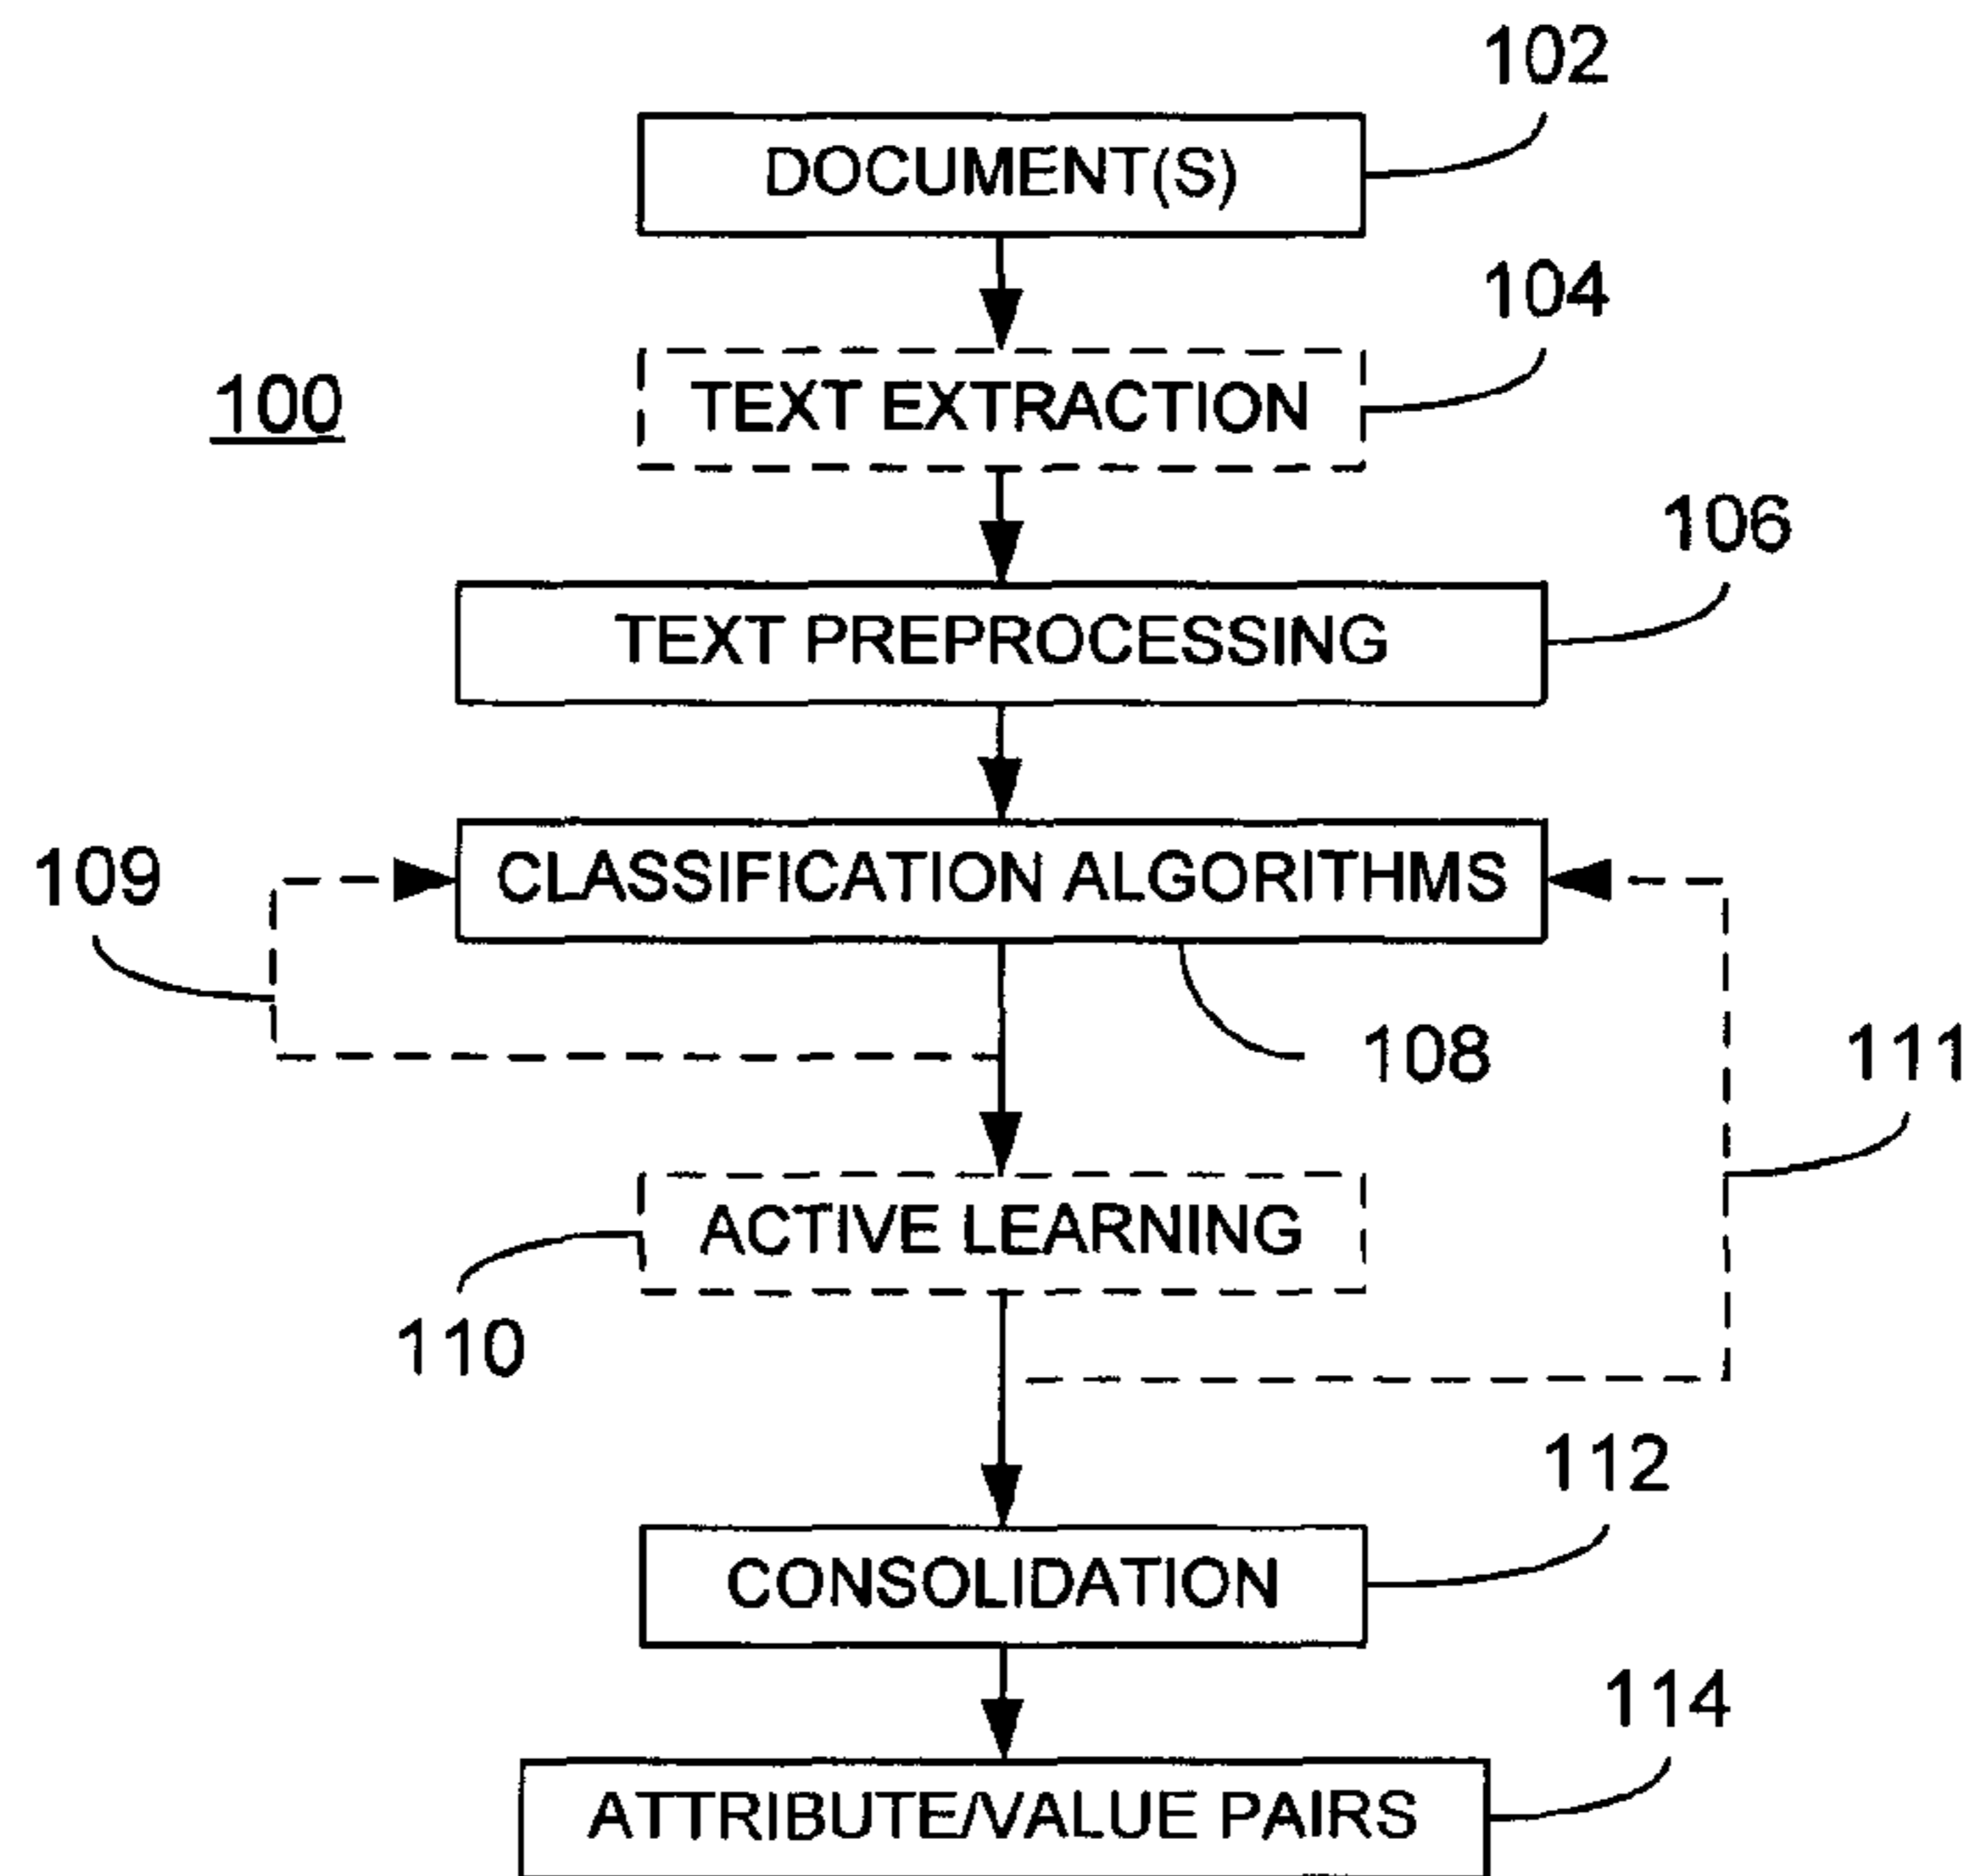 102
DOCUMENT(S)
104
100
TEXT EXTRACTION
106
TEXT PREPROCESSING
109
CLASSIFICATION ALGORITHMS
108
111
ACTIVE LEARNING
110
112
CONSOLIDATION
114
ATTRIBUTE/VALUE PAIRS